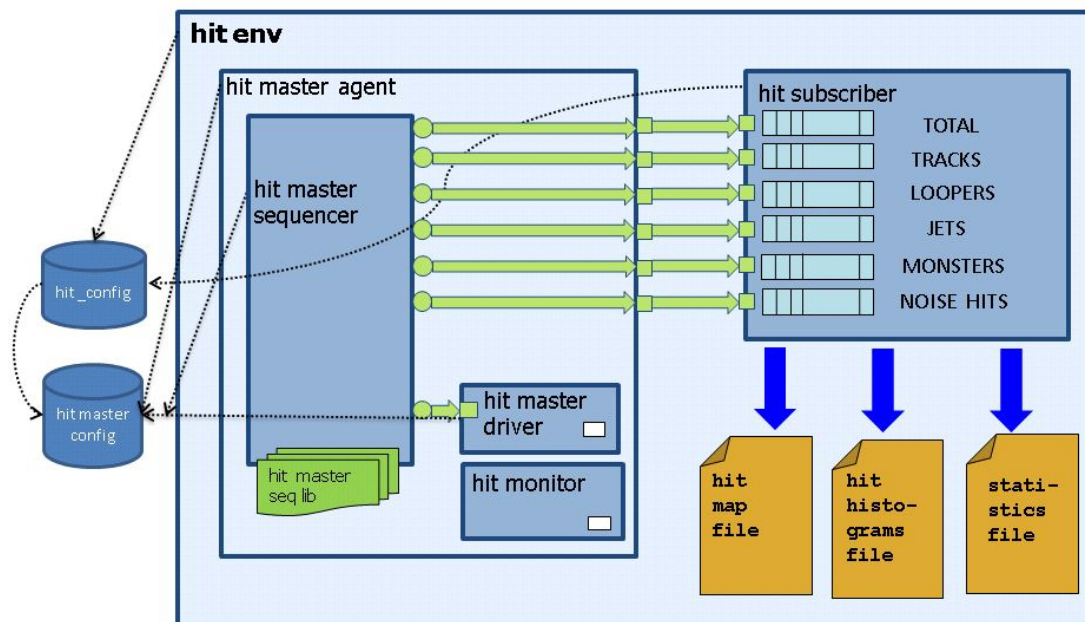 hit env
hit master agent
hit subscriber
TOTAL
TRACKS
LOOPERS
JETS
MONSTERS
NOISE HITS
hit master
sequencer
hit_config
hit master
config
hit master
driver
hit master
seq lib
hit monitor
hit
map
file
hit
histo-
grams
file
stati-
stics
file